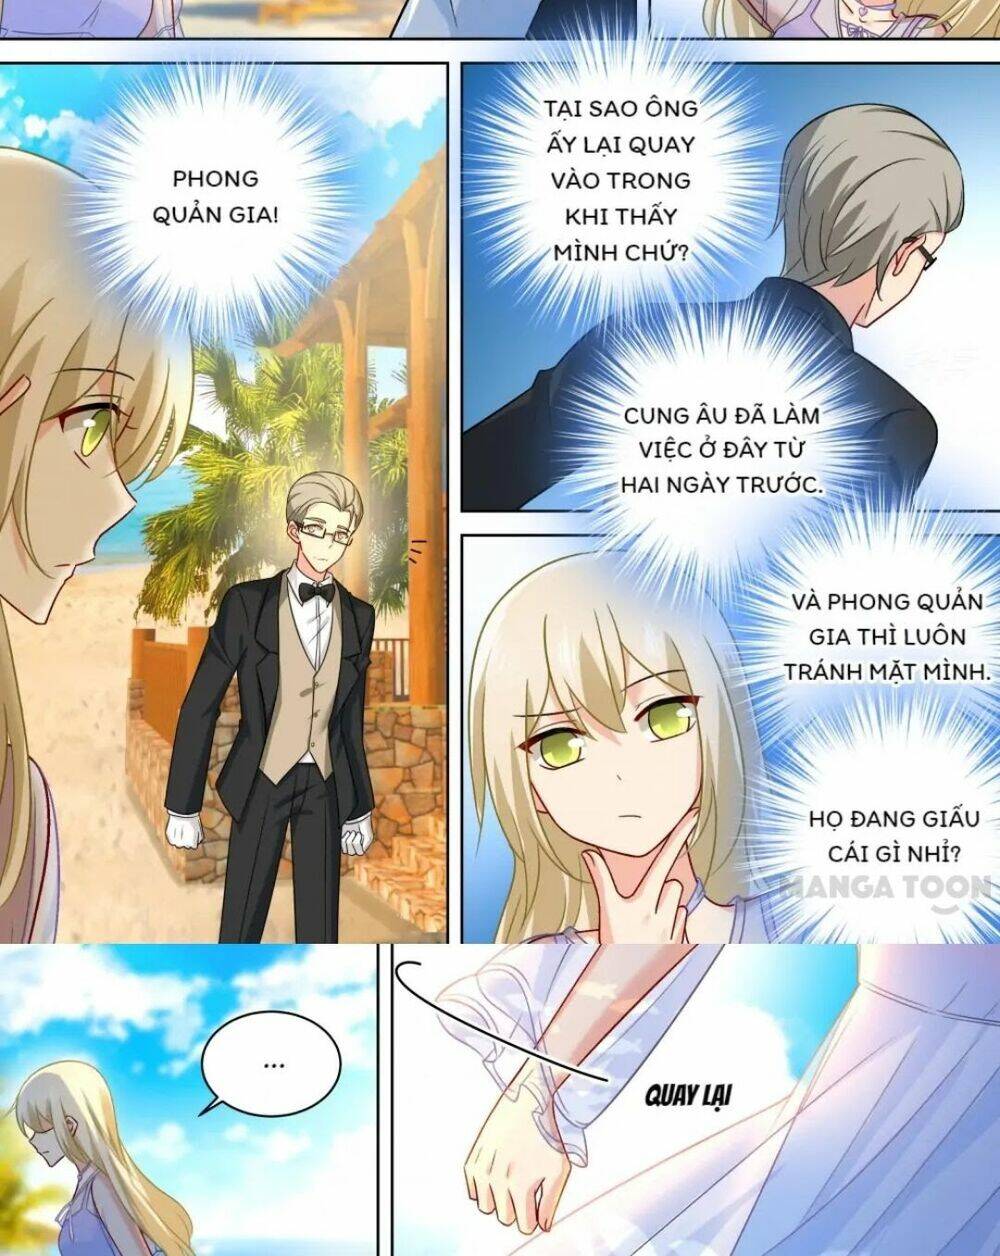 PHONG
QUẢN GIA!
TẠI SAO ÔNG
ẤY LẠI QUAY
VÀO TRONG
KHI THẤY
MÌNH CHỨ?
CUNG ÂU ĐÃ LÀM
VIỆC Ở ĐÂY TỪ
HAI NGÀY TRƯỚC.
VÀ PHONG QUẢN
GIA THÌ LUÔN
TRÁNH MẶT MÌNH.
HỌ ĐANG GIẤU
CÁI GÌ NHỈ?
MANGA TOON
...
QUAY LẠI